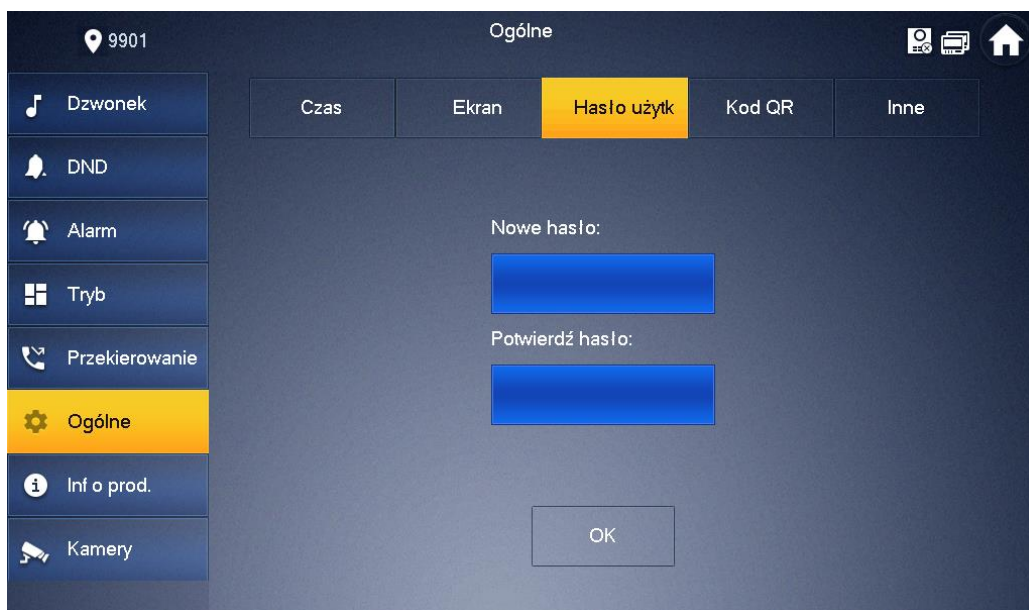 9901
Ogólne
Dzwonek
DND
Alarm
Tryb
Przekierowanie
Ogólne
Inf o prod.
Kamery
Czas
Ekran
Hasło użytk
Kod QR
Inne
Nowe hasło:
Potwierdź hasło:
OK